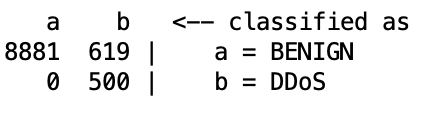 a b <-- classified as
8881 619 | a = BENIGN
0 500 | b = DDoS